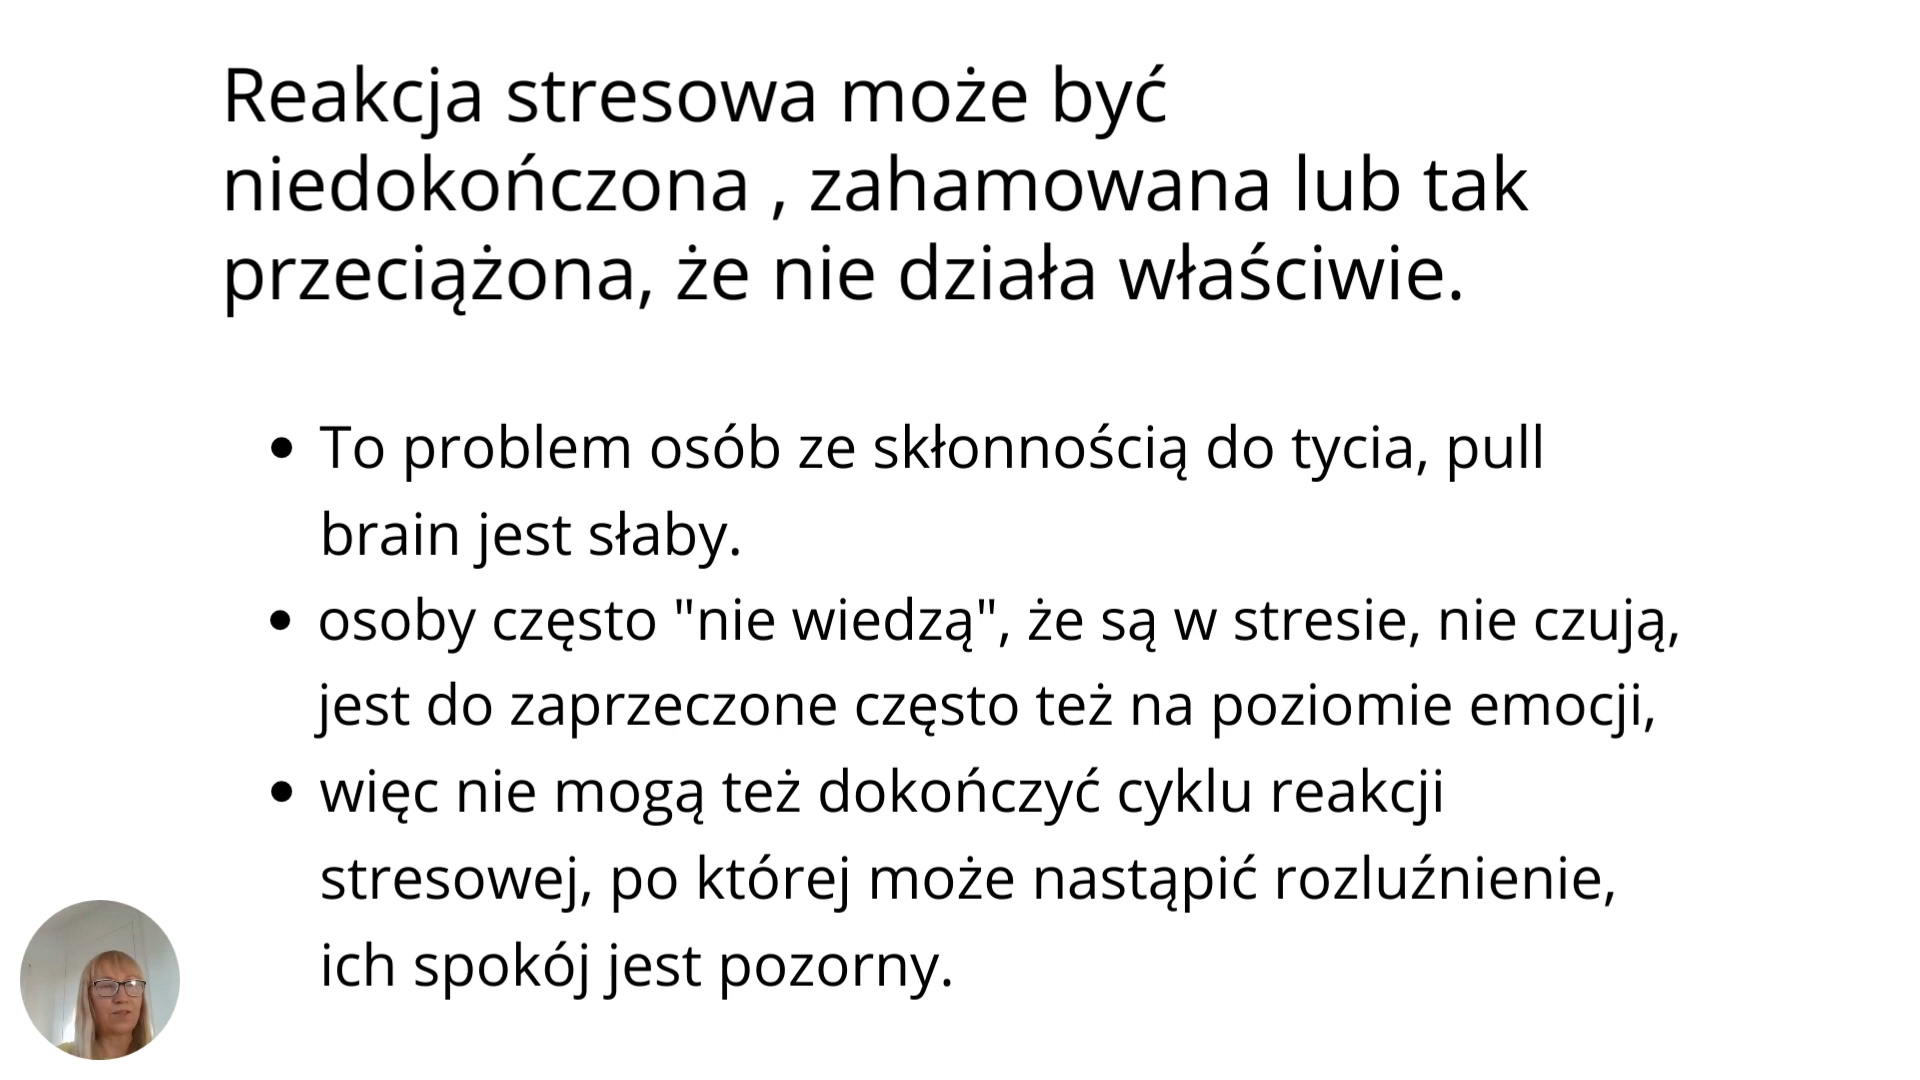 Reakcja stresowa może być
niedokończona , zahamowana lub tak
przeciążona, że nie działa właściwie.
• To problem osób ze skłonnością do tycia, pull
brain jest słaby.
• osoby często "nie wiedzą", że są w stresie, nie czują,
jest do zaprzeczone często też na poziomie emocji,
• więc nie mogą też dokończyć cyklu reakcji
stresowej, po której może nastąpić rozluźnienie,
ich spokój jest pozorny.